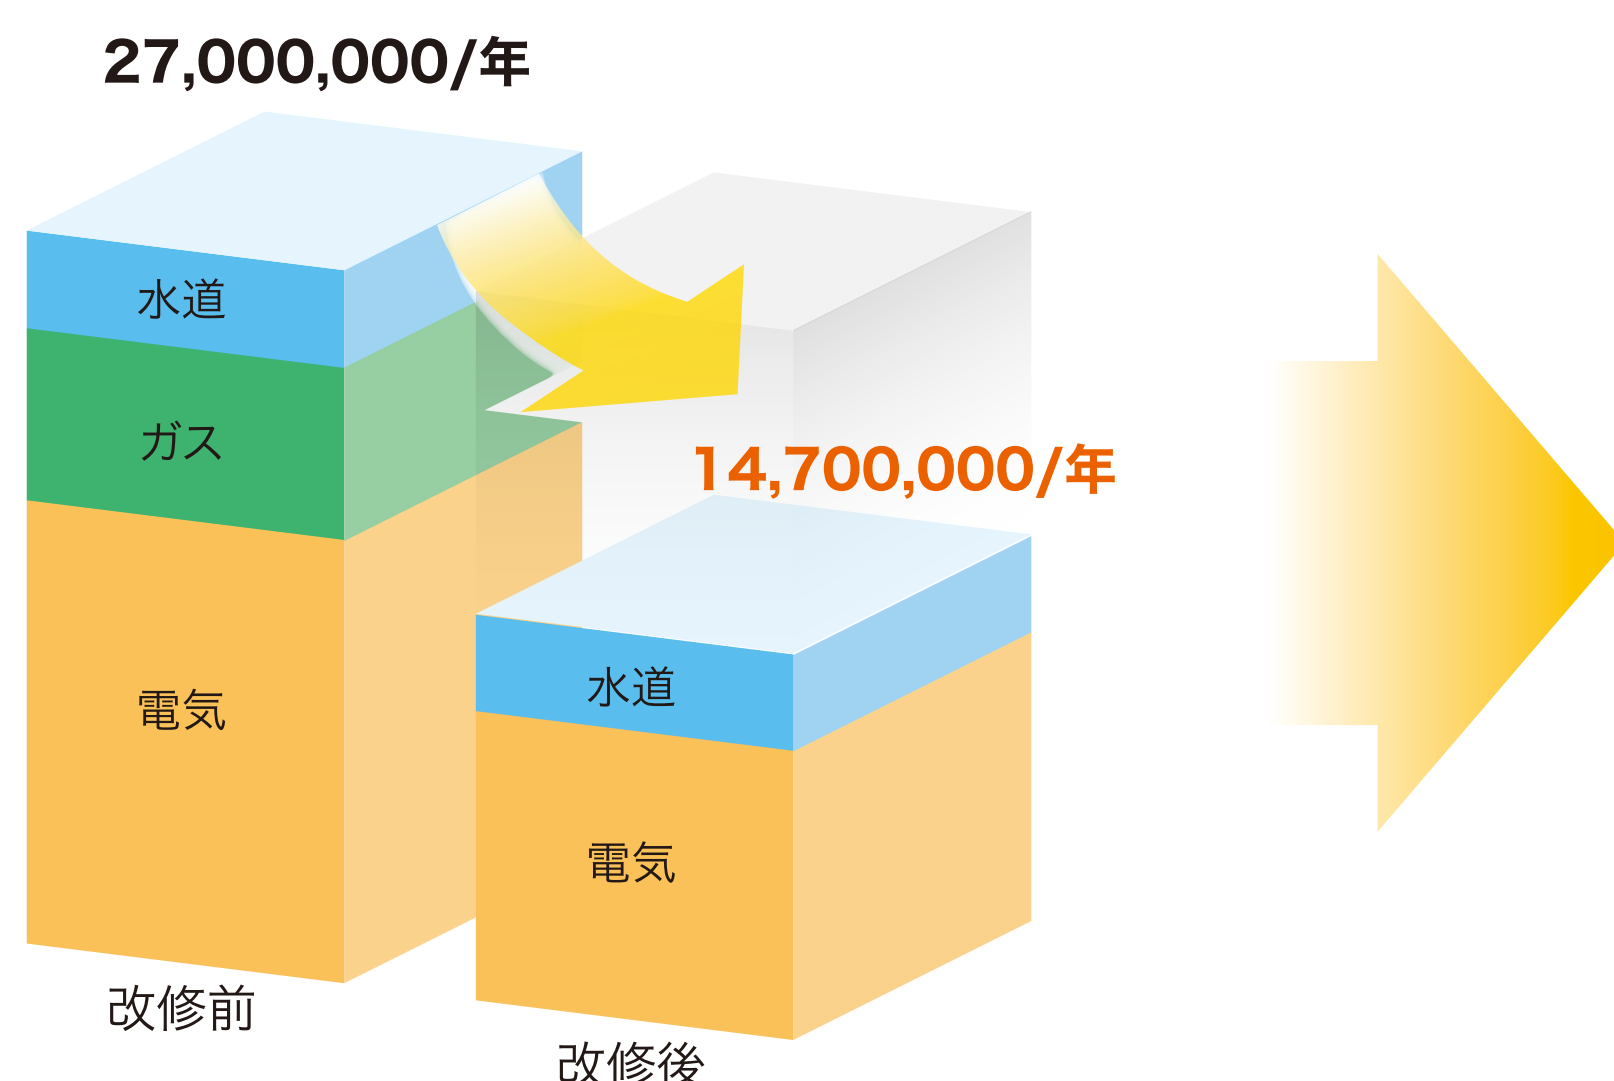 27,000,000/年
水道
ガス
電気
改修前
14,700,000/年
水道
電気
改修後